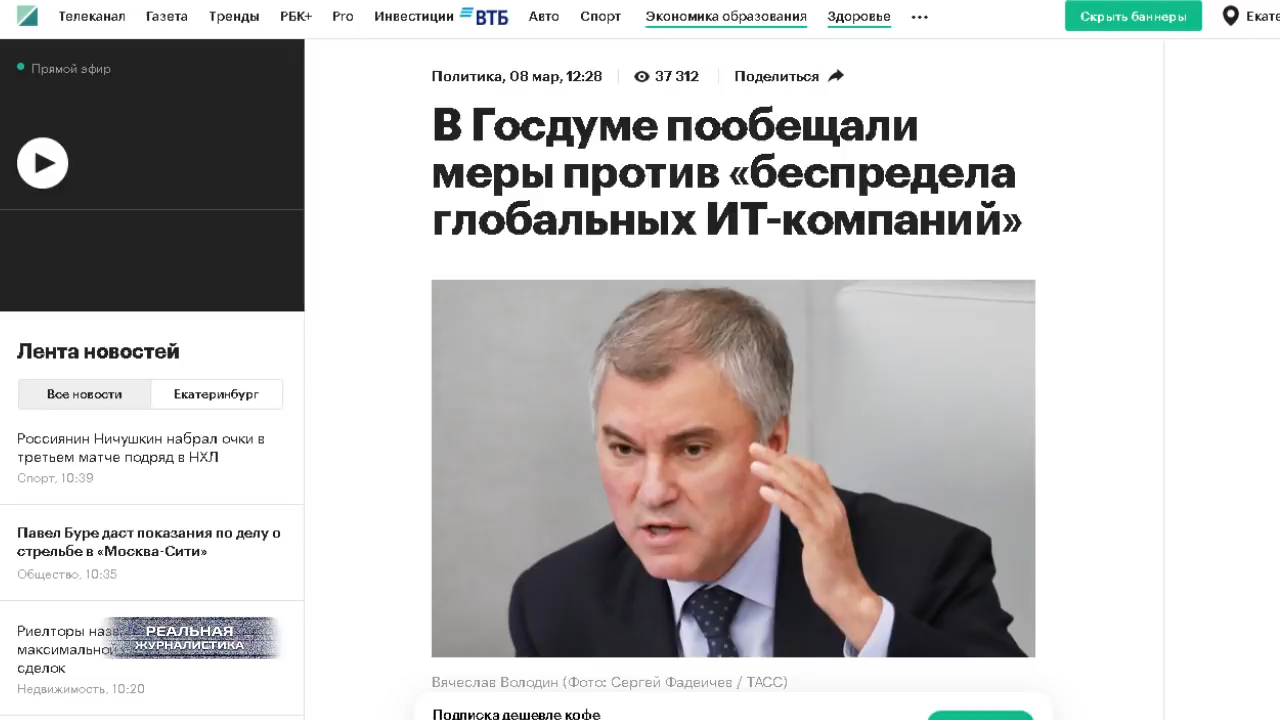 Телеканал Газета Тренды РБК+ Pro Инвестиции ВТБ Авто Спорт Экономика образования Здоровье ••• Скрыть баннеры
Прямой эфир
Политика, 08 мар, 12:28 37 312 Поделиться
В Госдуме пообещали
меры против «беспредела
глобальных ИТ-компаний»
Лента новостей
Все новости Екатеринбург
Россиянин Ничушкин набрал очки в
третьем матче подряд в НХЛ
Спорт, 10:39
Павел Буре даст показания по делу о
стрельбе в «Москва-Сити»
Общество, 10:35
Риелторы
сделок
Недвижимость, 10:20
РЕАЛЬНАЯ
ЖУРНАЛИСТИКА
Вячеслав Володин (Фото: Сергей Фадеичев / ТАСС)
Подписка дешевле кофе